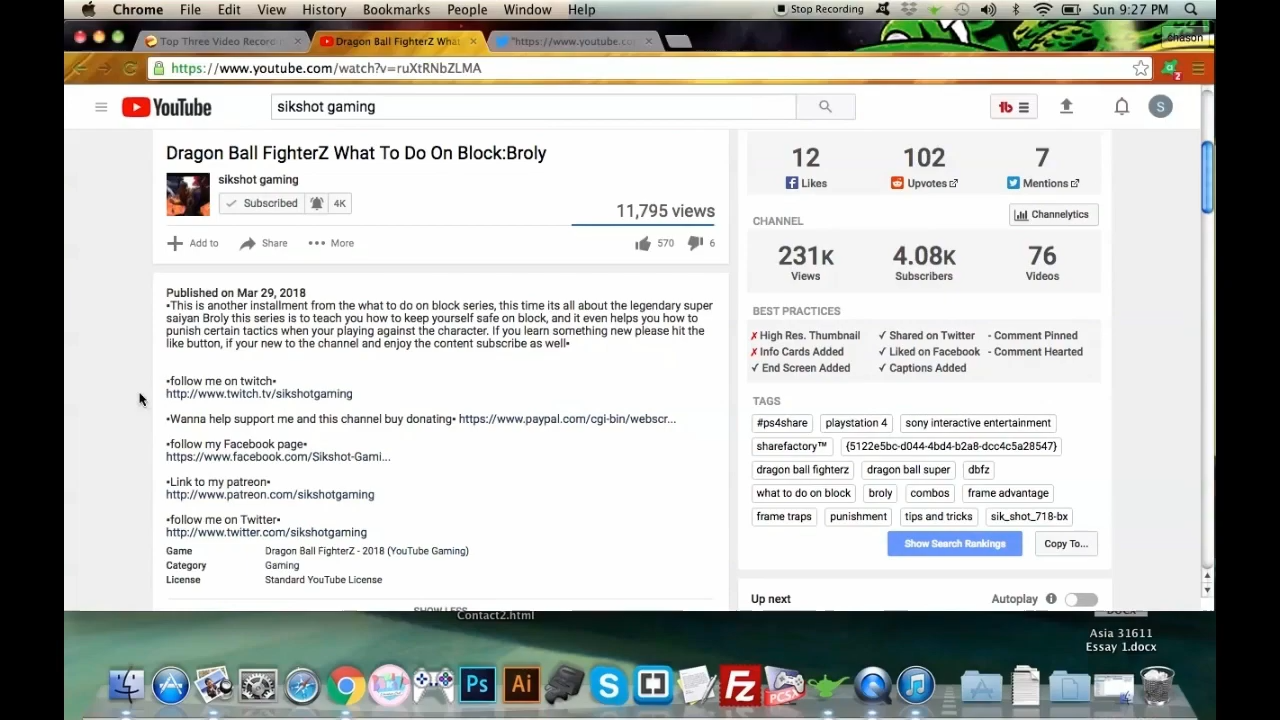 Chrome File Edit View History Bookmarks People Window Help Stop Recording Sun 9:27 PM
Top Three Video Record Dragon Ball FighterZ What "https://www.youtube.co Chason
https://www.youtube.com/watch?v=ruXtRNbZLMA
YouTube sikshot gaming S
Dragon Ball FighterZ What To Do On Block:Broly
sikshot gaming
Subscribed 4K
11,795 views
Add to Share More 570 6
Published on Mar 29, 2018
•This is another installment from the what to do on block series, this time its all about the legendary super
saiyan Broly this series is to teach you how to keep yourself safe on block, and it even helps you how to
punish certain tactics when your playing against the character. If you learn something new please hit the
like button, if your new to the channel and enjoy the content subscribe as well•
•follow me on twitch•
http://www.twitch.tv/sikshotgaming
•Wanna help support me and this channel buy donating• https://www.paypal.com/cgi-bin/webscr...
•follow my Facebook page•
https://www.facebook.com/Sikshot-Gami...
•Link to my patreon•
http://www.patreon.com/sikshotgaming
•follow me on Twitter•
http://www.twitter.com/sikshotgaming
Game Dragon Ball FighterZ - 2018 (YouTube Gaming)
Category Gaming
License Standard YouTube License
SHOW LESS
12 102 7
Likes Upvotes Mentions
CHANNEL Channelytics
231K 4.08K 76
Views Subscribers Videos
BEST PRACTICES
✗ High Res. Thumbnail ✓ Shared on Twitter - Comment Pinned
✗ Info Cards Added ✓ Liked on Facebook - Comment Hearted
✓ End Screen Added ✓ Captions Added
TAGS
#ps4share playstation 4 sony interactive entertainment
sharefactory™ {5122e5bc-d044-4bd4-b2a8-dcc4c5a28547}
dragon ball fighterz dragon ball super dbfz
what to do on block broly combos frame advantage
frame traps punishment tips and tricks sik_shot_718-bx
Show Search Rankings Copy To...
Up next Autoplay
Contact2.html
DOCX
Asia 31611
Essay 1.docx
Ps Ai S Fz PCSX